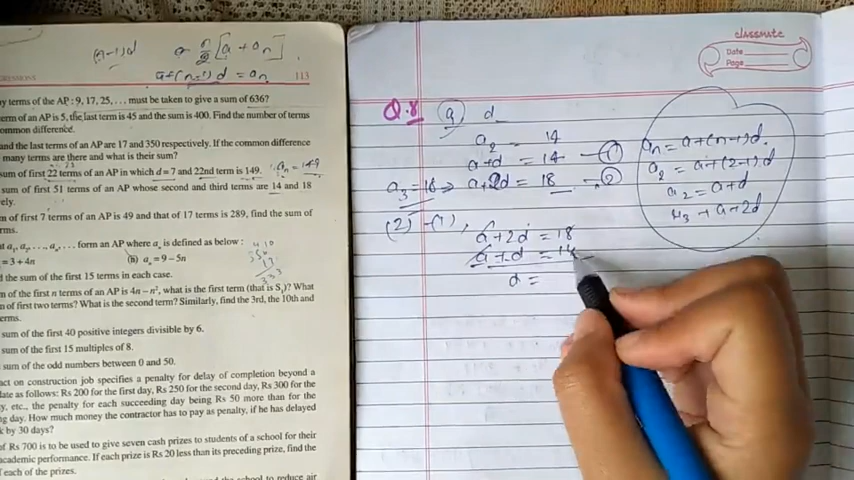 (n-1)d
n/2 [a + an]
a+(n-1)d = an
113
y terms of the AP : 9, 17, 25, . . . must be taken to give a sum of 636?
term of an AP is 5, the last term is 45 and the sum is 400. Find the number of terms
ommon difference.
and the last terms of an AP are 17 and 350 respectively. If the common difference
many terms are there and what is their sum?
sum of first 22 terms of an AP in which d = 7 and 22nd term is 149.
an = 149
sum of first 51 terms of an AP whose second and third terms are 14 and 18
ely.
m of first 7 terms of an AP is 49 and that of 17 terms is 289, find the sum of
terms.
at a1, a2, . . ., an, . . . form an AP where an is defined as below :
= 3 + 4n (ii) an = 9 – 5n
d the sum of the first 15 terms in each case.
m of the first n terms of an AP is 4n – n², what is the first term (that is S1)? What
first two terms? What is the second term? Similarly, find the 3rd, the 10th and
erms.
sum of the first 40 positive integers divisible by 6.
sum of the first 15 multiples of 8.
sum of the odd numbers between 0 and 50.
act on construction job specifies a penalty for delay of completion beyond a
late as follows: Rs 200 for the first day, Rs 250 for the second day, Rs 300 for the
y, etc., the penalty for each succeeding day being Rs 50 more than for the
g day. How much money the contractor has to pay as penalty, if he has delayed
k by 30 days?
of Rs 700 is to be used to give seven cash prizes to students of a school for their
academic performance. If each prize is Rs 20 less than its preceding prize, find the
f each of the prizes.
classmate
Date
Page
Q.8 a d
a2 = 14
a+d = 14 - (1)
a3 = 18 => a+2d = 18 - (2)
an = a+(n-1)d.
a2 = a+(2-1)d
a2 = a+d
a3 = a+2d
(2) - (1),
a+2d = 18
a+d = 14
d =